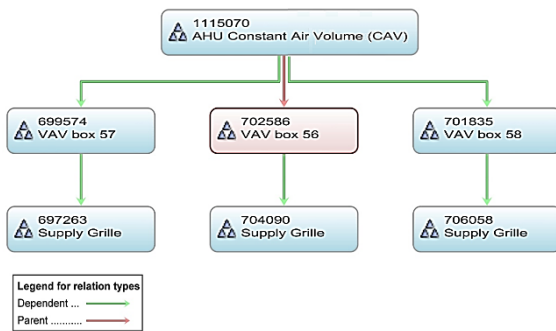 1115070
AHU Constant Air Volume (CAV)
699574
VAV box 57
702586
VAV box 56
701835
VAV box 58
697263
Supply Grille
704090
Supply Grille
706058
Supply Grille
Legend for relation types
Dependent ...
Parent ...........